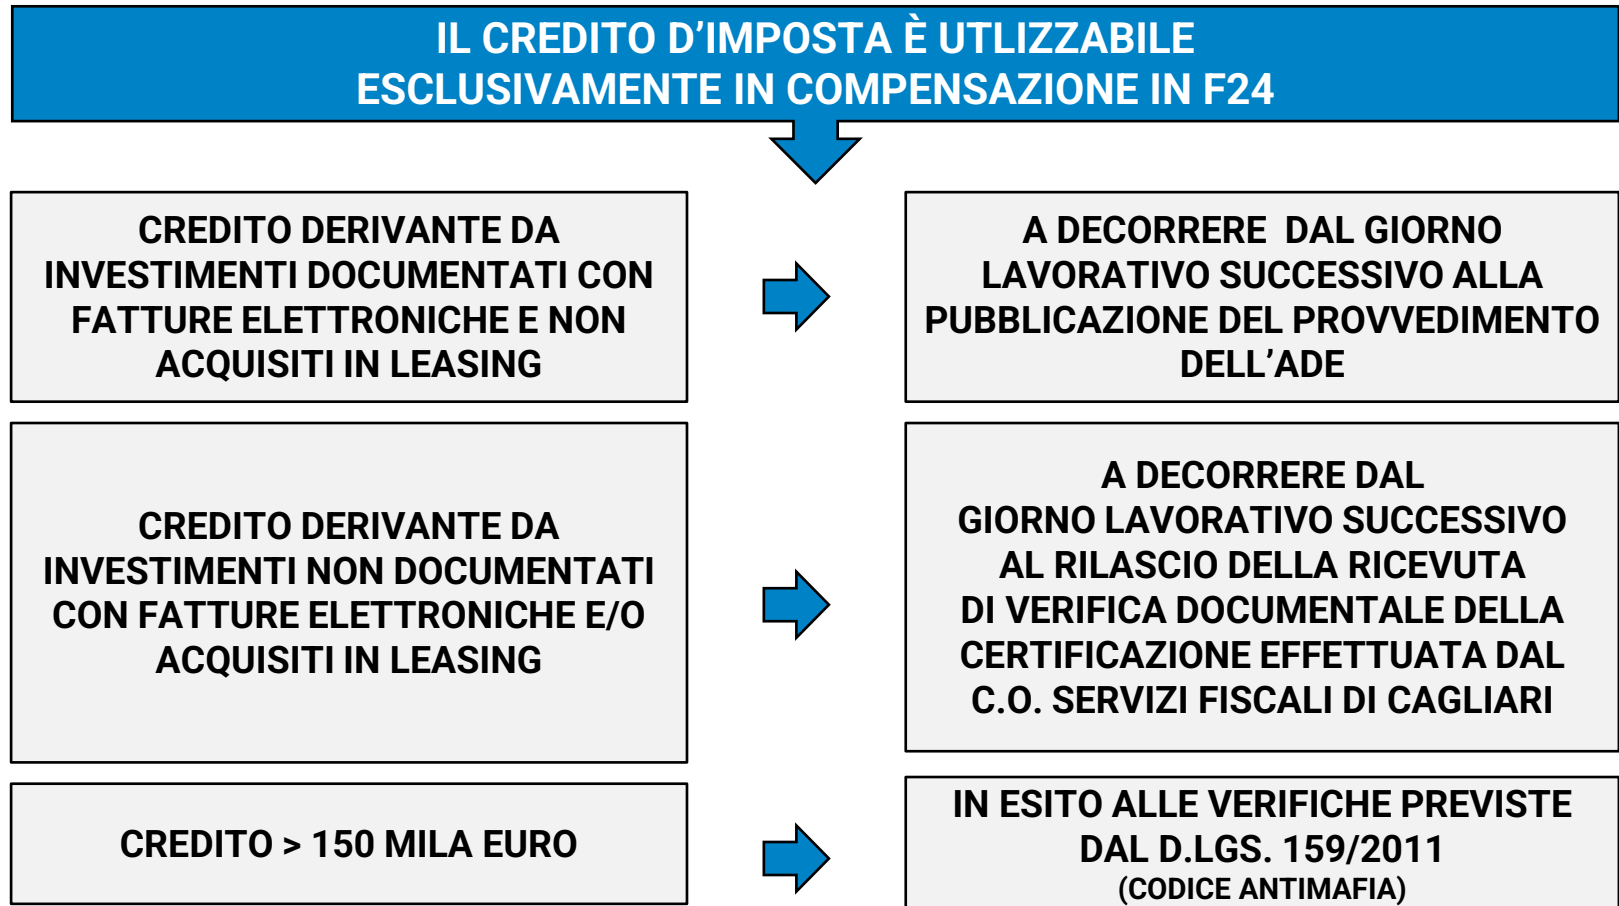 IL CREDITO D’IMPOSTA È UTLIZZABILE
ESCLUSIVAMENTE IN COMPENSAZIONE IN F24
CREDITO DERIVANTE DA
INVESTIMENTI DOCUMENTATI CON
FATTURE ELETTRONICHE E NON
ACQUISITI IN LEASING
A DECORRERE DAL GIORNO
LAVORATIVO SUCCESSIVO ALLA
PUBBLICAZIONE DEL PROVVEDIMENTO
DELL’ADE
CREDITO DERIVANTE DA
INVESTIMENTI NON DOCUMENTATI
CON FATTURE ELETTRONICHE E/O
ACQUISITI IN LEASING
A DECORRERE DAL
GIORNO LAVORATIVO SUCCESSIVO
AL RILASCIO DELLA RICEVUTA
DI VERIFICA DOCUMENTALE DELLA
CERTIFICAZIONE EFFETTUATA DAL
C.O. SERVIZI FISCALI DI CAGLIARI
CREDITO > 150 MILA EURO
IN ESITO ALLE VERIFICHE PREVISTE
DAL D.LGS. 159/2011
(CODICE ANTIMAFIA)